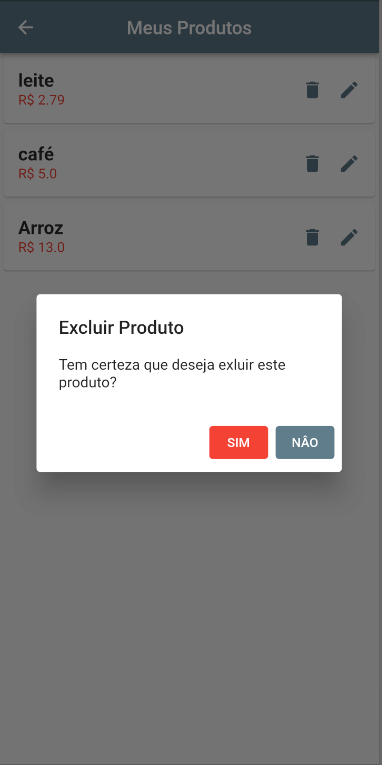 Meus Produtos
leite
R$ 2.79
café
R$ 5.0
Arroz
R$ 13.0
Excluir Produto
Tem certeza que deseja exluir este
produto?
SIM
NÂO